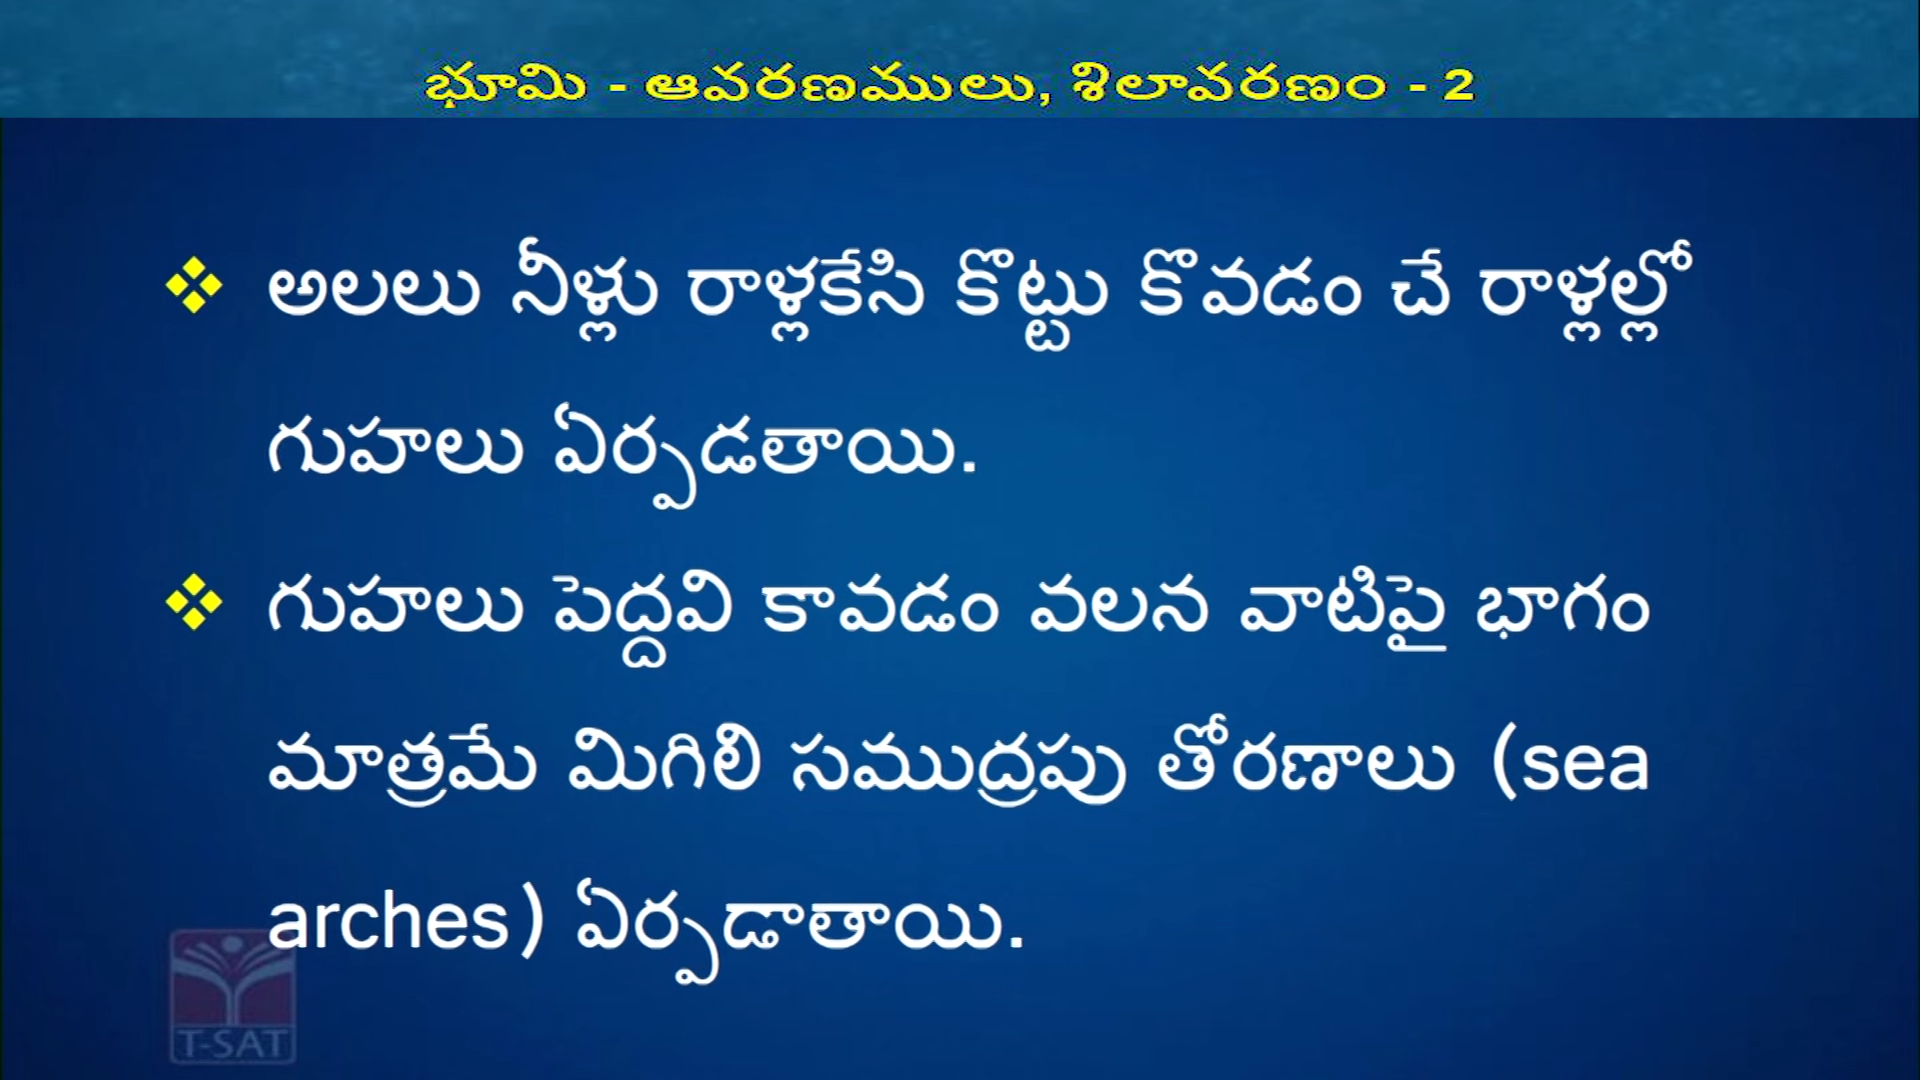 భూమి - ఆవరణములు, శిలావరణం - 2
❖ అలలు నీళ్లు రాళ్లకేసి కొట్టు కొవడం చే రాళ్లల్లో
గుహలు ఏర్పడతాయి.
❖ గుహలు పెద్దవి కావడం వలన వాటిపై భాగం
మాత్రమే మిగిలి సముద్రపు తోరణాలు (sea
arches) ఏర్పడాతాయి.
T-SAT